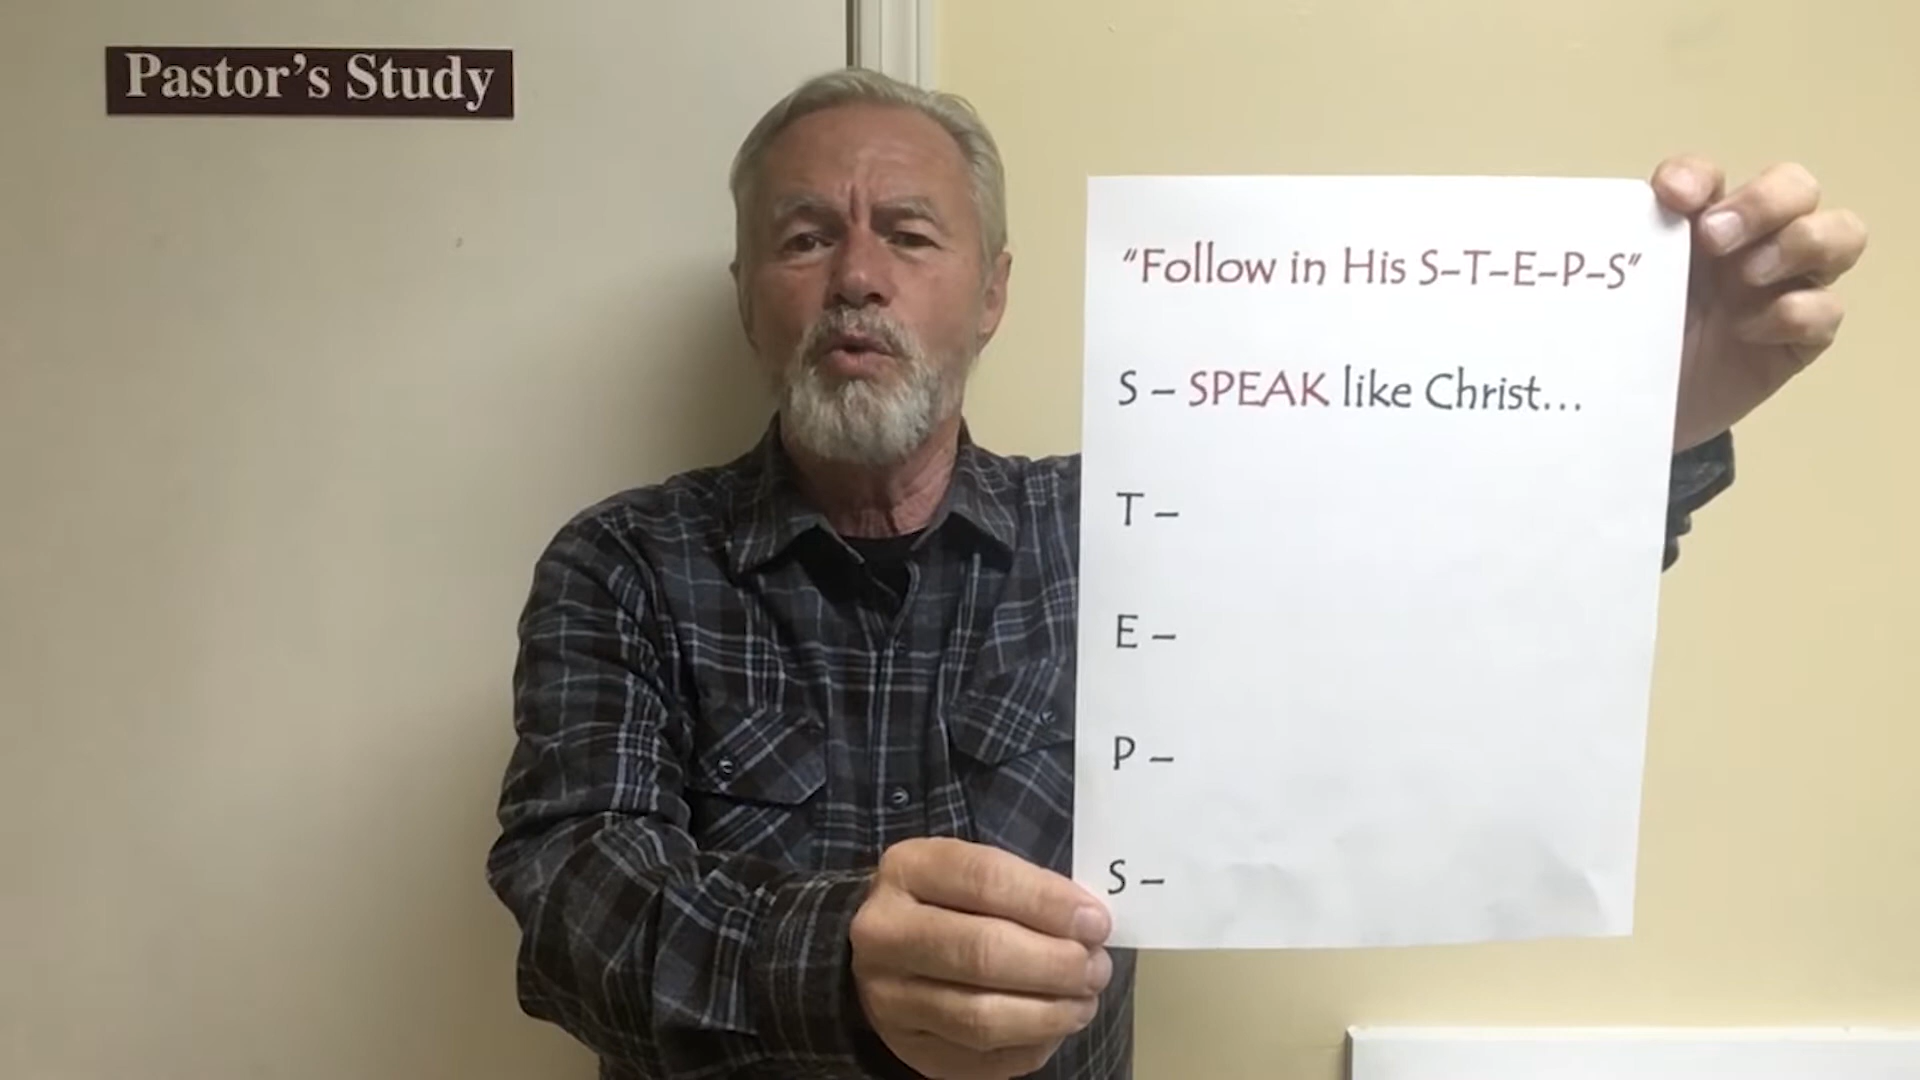 Pastor's Study
“Follow in His S-T-E-P-S”
S – SPEAK like Christ...
T –
E –
P –
S –